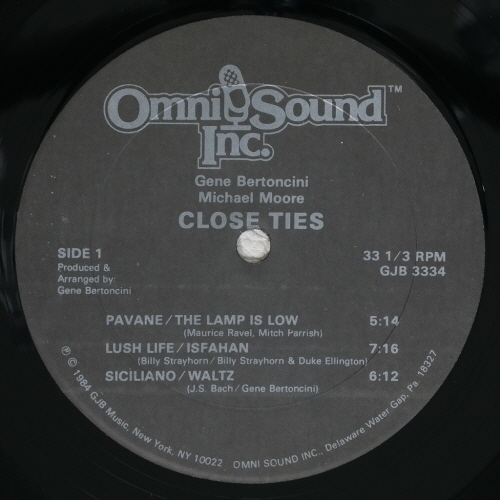 Omni Sound™
Inc.
Gene Bertoncini
Michael Moore
CLOSE TIES
SIDE 1
Produced &
Arranged by:
Gene Bertoncini
33 1/3 RPM
GJB 3334
PAVANE/THE LAMP IS LOW 5:14
(Maurice Ravel, Mitch Parrish)
LUSH LIFE/ISFAHAN 7:16
(Billy Strayhorn/Billy Strayhorn & Duke Ellington)
SICILIANO/WALTZ 6:12
(J.S. Bach/Gene Bertoncini)
Ⓟ © 1984 GJB Music, New York, NY 10022 OMNI SOUND INC., Delaware Water Gap, Pa 18327